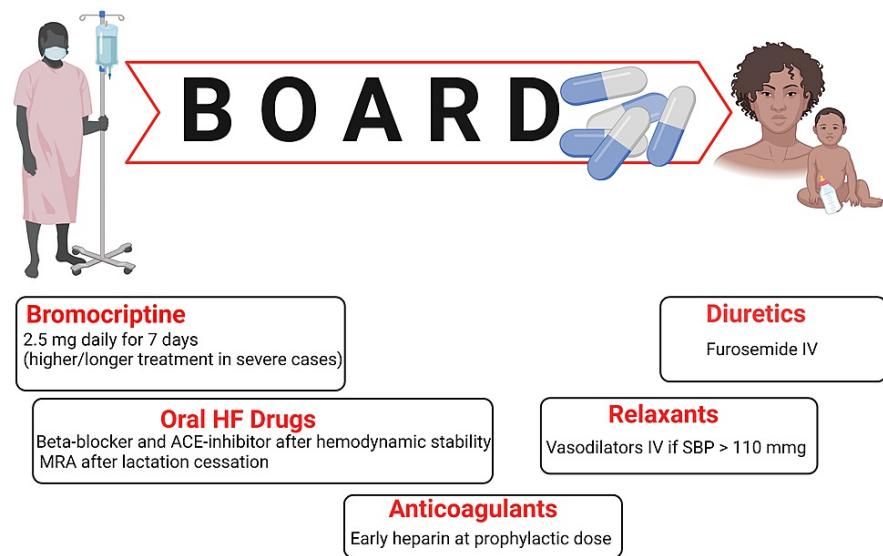 BOARD
Bromocriptine
2.5 mg daily for 7 days
(higher/longer treatment in severe cases)
Oral HF Drugs
Beta-blocker and ACE-inhibitor after hemodynamic stability
MRA after lactation cessation
Anticoagulants
Early heparin at prophylactic dose
Relaxants
Vasodilators IV if SBP > 110 mmg
Diuretics
Furosemide IV